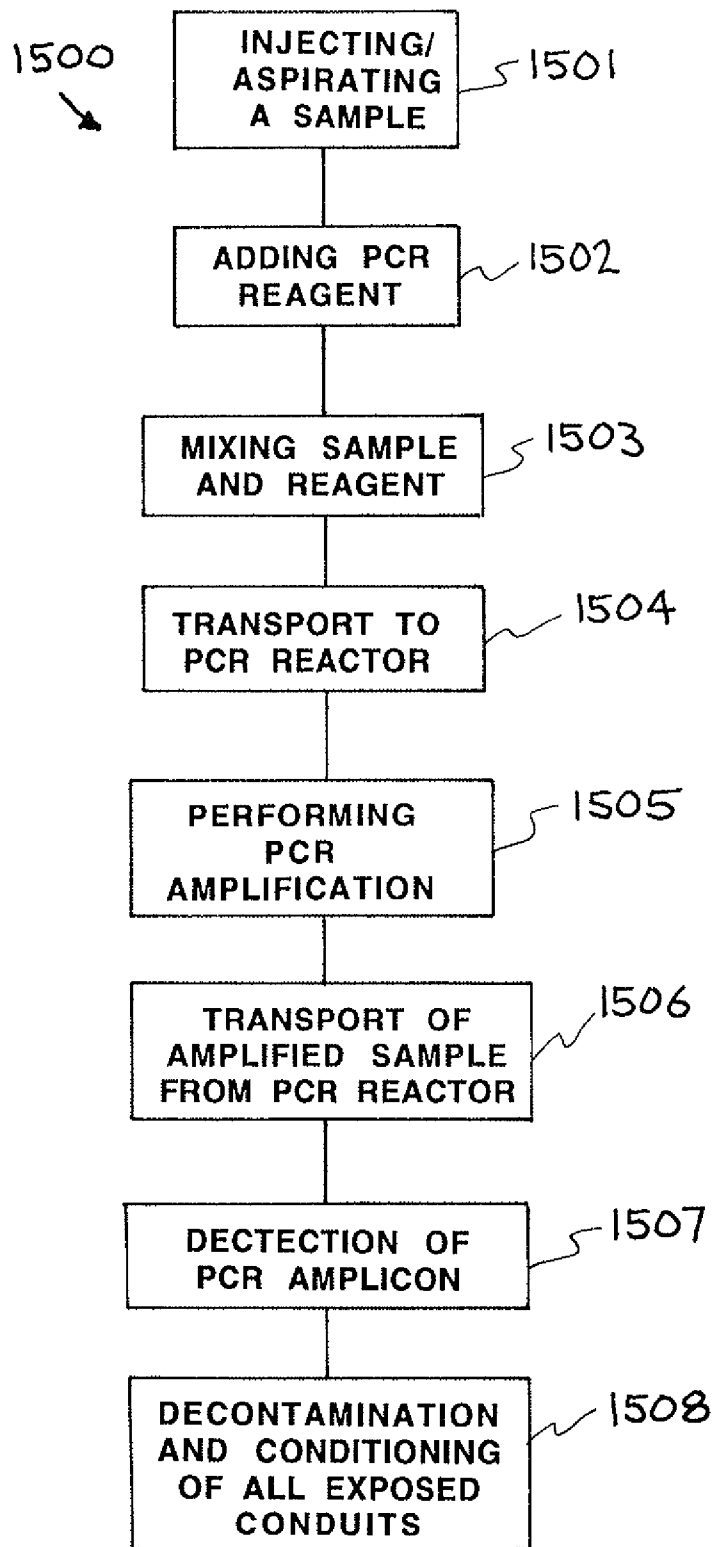 1500
INJECTING/
ASPIRATING
A SAMPLE
1501
ADDING PCR
REAGENT
1502
MIXING SAMPLE
AND REAGENT
1503
TRANSPORT TO
PCR REACTOR
1504
PERFORMING
PCR
AMPLIFICATION
1505
TRANSPORT OF
AMPLIFIED SAMPLE
FROM PCR REACTOR
1506
DECTECTION OF
PCR AMPLICON
1507
DECONTAMINATION
AND CONDITIONING
OF ALL EXPOSED
CONDUITS
1508